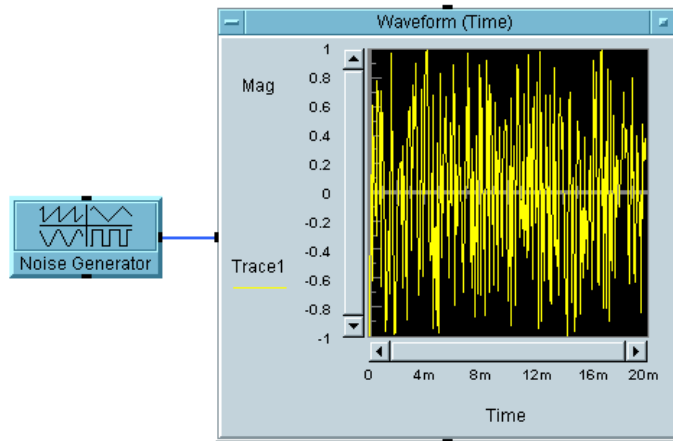 Waveform (Time)
Mag
1
0.8
0.6
0.4
0.2
0
-0.2
-0.4
-0.6
-0.8
-1
Noise Generator
Trace1
0 4m 8m 12m 16m 20m
Time